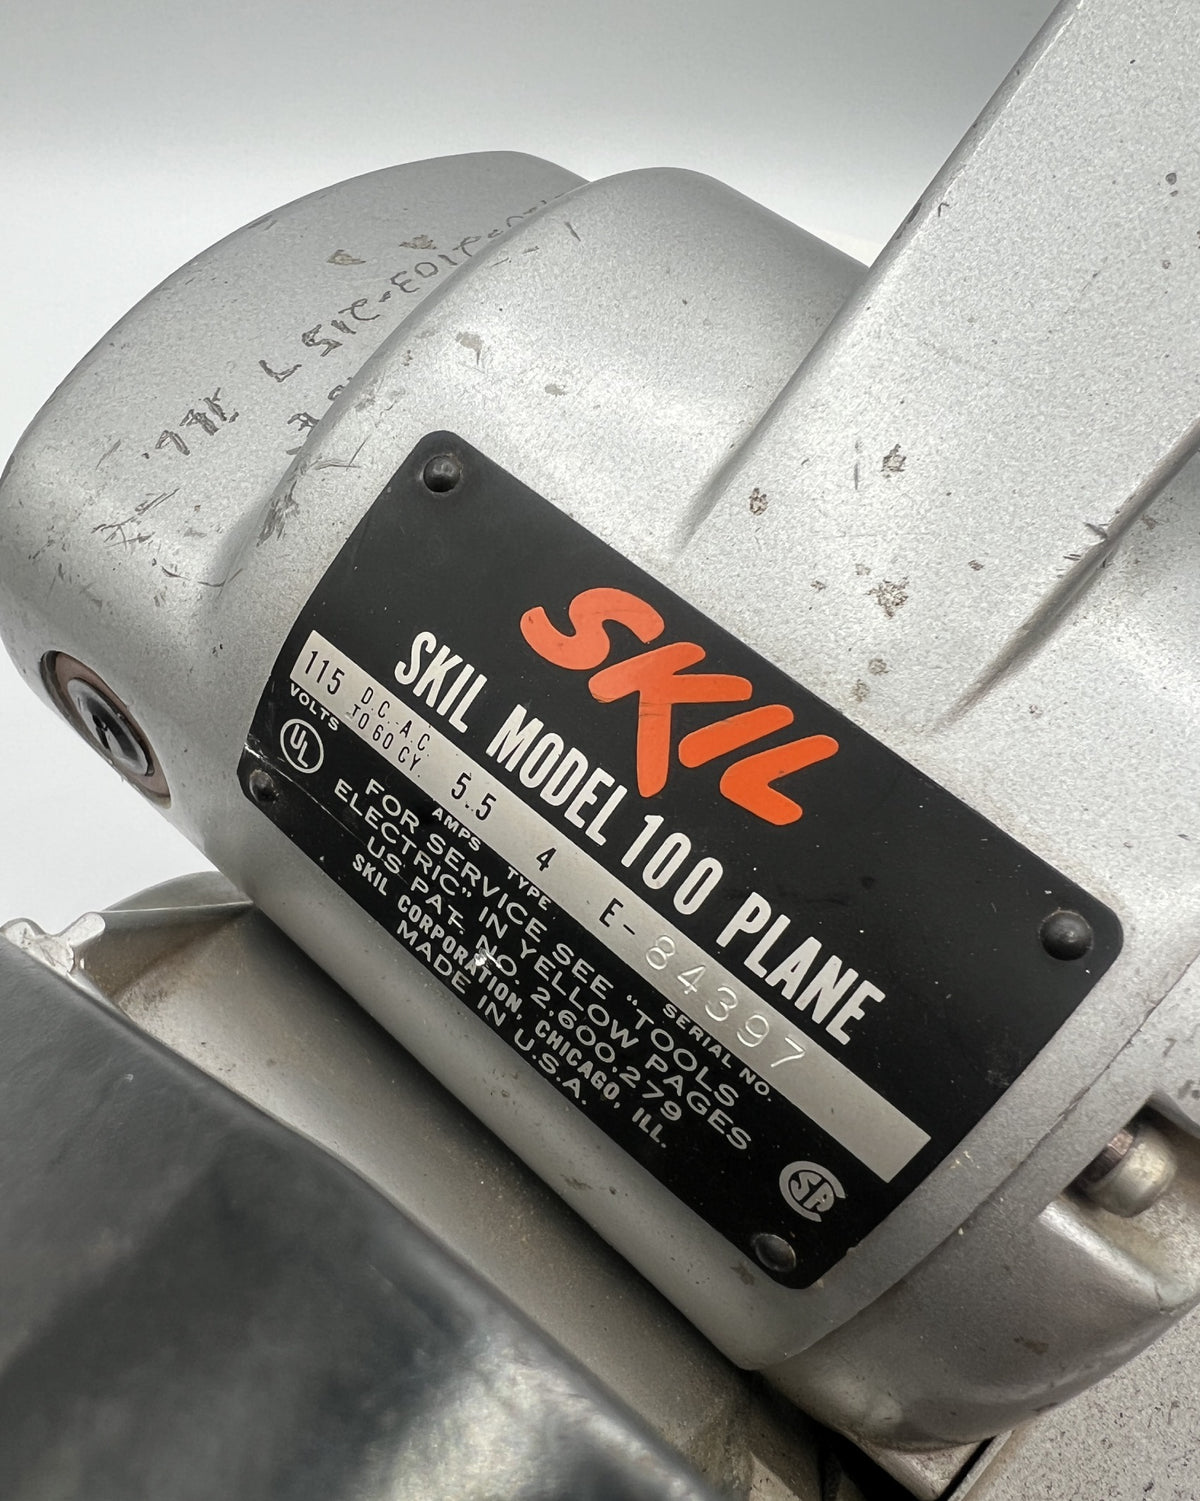 SKIL
SKIL MODEL 100 PLANE
115 D.C.-A.C. TO 60 CY. 5.5 4 E-84397
VOLTS AMPS TYPE SERIAL NO.
UL
FOR SERVICE SEE "TOOLS
ELECTRIC" IN YELLOW PAGES
US PAT. NO 2,600,279
SKIL CORPORATION, CHICAGO, ILL.
MADE IN U.S.A.
SA